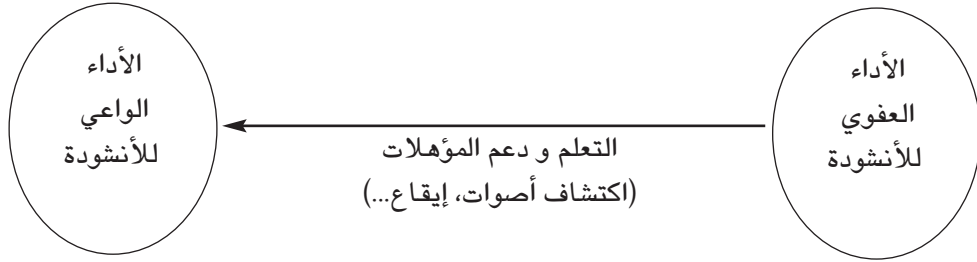 الأداء
العفوي
للأنشودة
التعلم و دعم المؤهلات
(اكتشاف أصوات، إيقاع...)
الأداء
الواعي
للأنشودة